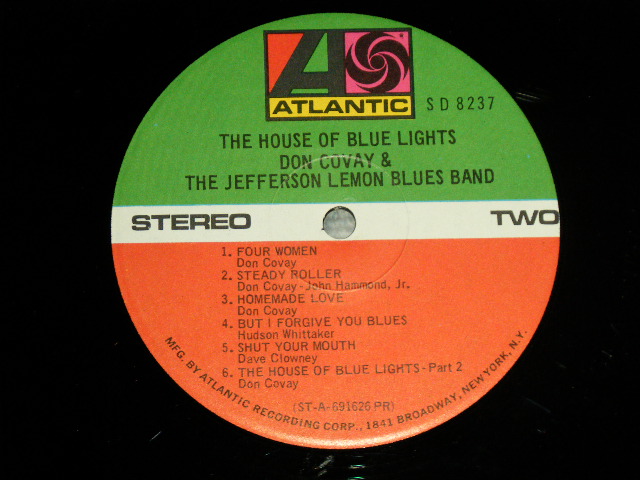 ATLANTIC
SD 8237
THE HOUSE OF BLUE LIGHTS
DON COVAY &
THE JEFFERSON LEMON BLUES BAND
STEREO
TWO
1. FOUR WOMEN
Don Covay
2. STEADY ROLLER
Don Covay - John Hammond, Jr.
3. HOMEMADE LOVE
Don Covay
4. BUT I FORGIVE YOU BLUES
Hudson Whittaker
5. SHUT YOUR MOUTH
Dave Clowney
6. THE HOUSE OF BLUE LIGHTS - Part 2
Don Covay
(ST-A-691626 PR)
MFG. BY ATLANTIC RECORDING CORP., 1841 BROADWAY, NEW YORK, N.Y.